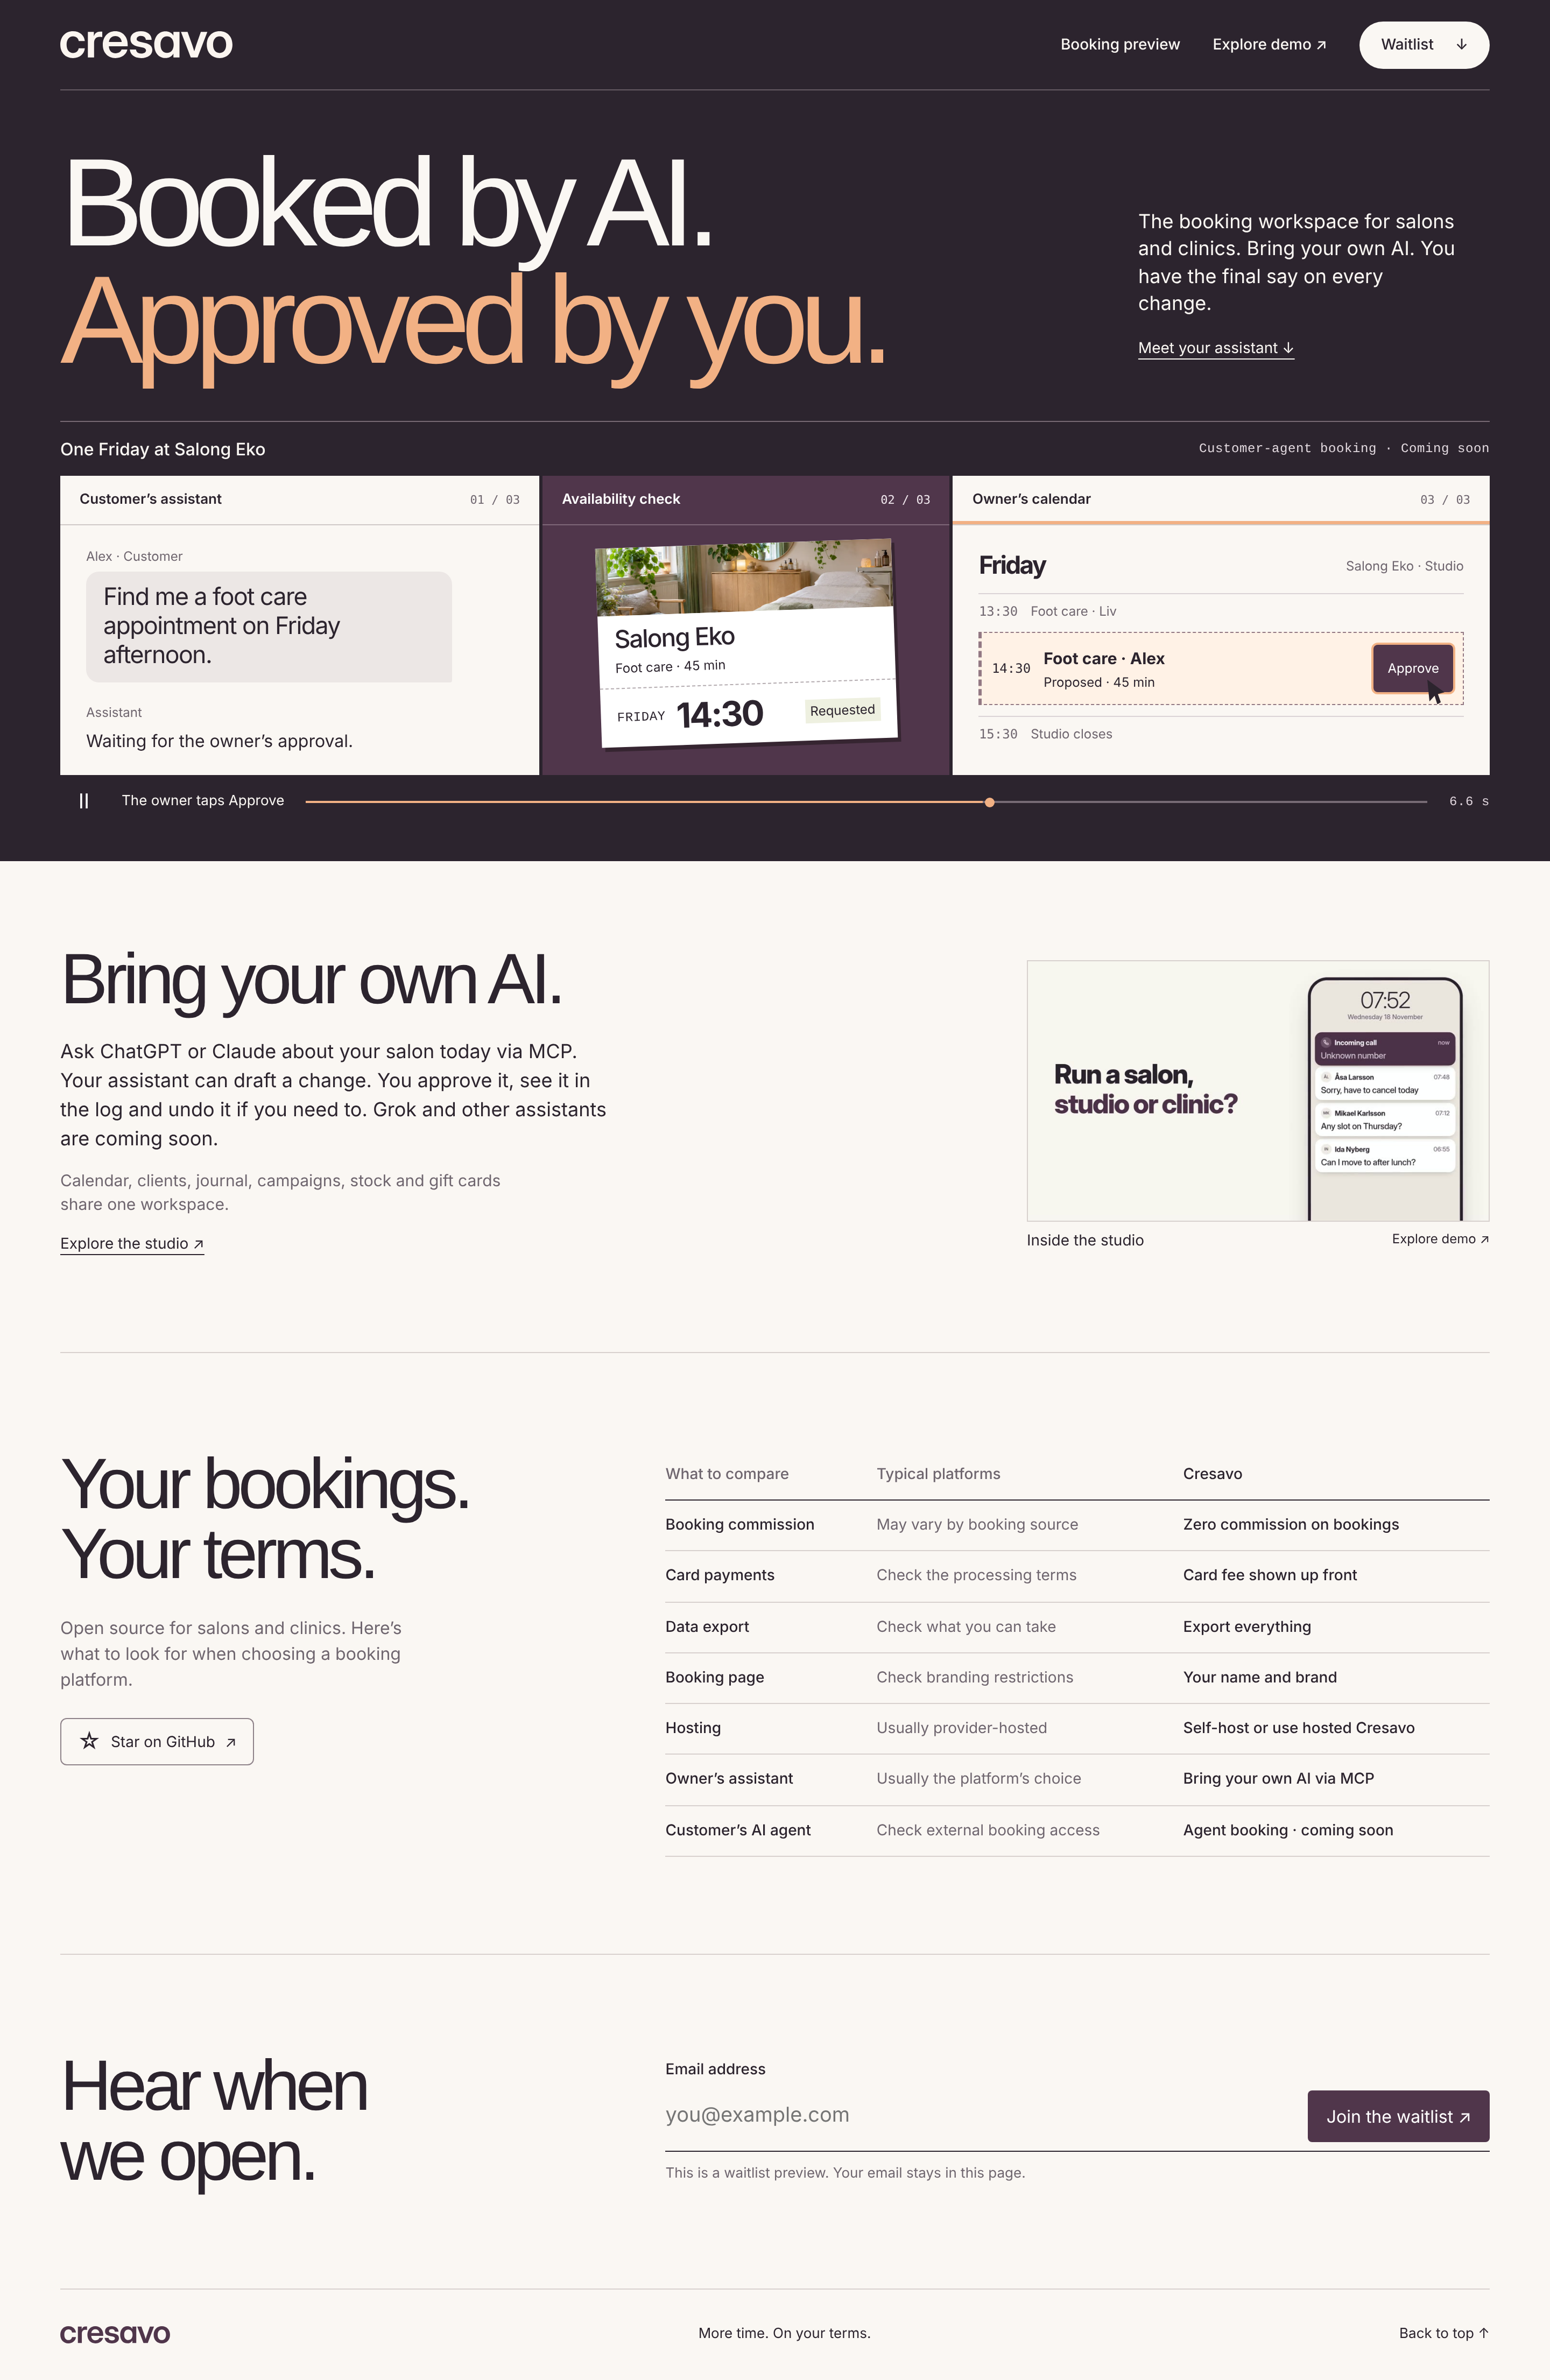 cresavo
Booking preview
Explore demo ↗
Waitlist ↓
Booked by AI.
Approved by you.
The booking workspace for salons
and clinics. Bring your own AI. You
have the final say on every
change.
Meet your assistant ↓
One Friday at Salong Eko
Customer-agent booking · Coming soon
Customer’s assistant
01 / 03
Alex · Customer
Find me a foot care
appointment on Friday
afternoon.
Assistant
Waiting for the owner’s approval.
Availability check
02 / 03
Salong Eko
Foot care · 45 min
FRIDAY 14:30
Requested
Owner’s calendar
03 / 03
Friday
Salong Eko · Studio
13:30 Foot care · Liv
14:30 Foot care · Alex
Proposed · 45 min
Approve
15:30 Studio closes
The owner taps Approve
6.6 s
Bring your own AI.
Ask ChatGPT or Claude about your salon today via MCP.
Your assistant can draft a change. You approve it, see it in
the log and undo it if you need to. Grok and other assistants
are coming soon.
Calendar, clients, journal, campaigns, stock and gift cards
share one workspace.
Explore the studio ↗
Run a salon,
studio or clinic?
07:52
Wednesday 18 November
Incoming call now
Unknown number
Åsa Larsson 07:48
Sorry, have to cancel today
Mikael Karlsson 07:12
Any slot on Thursday?
Ida Nyberg 06:55
Can I move to after lunch?
Inside the studio
Explore demo ↗
Your bookings.
Your terms.
Open source for salons and clinics. Here’s
what to look for when choosing a booking
platform.
Star on GitHub ↗
What to compare Typical platforms Cresavo
Booking commission May vary by booking source Zero commission on bookings
Card payments Check the processing terms Card fee shown up front
Data export Check what you can take Export everything
Booking page Check branding restrictions Your name and brand
Hosting Usually provider-hosted Self-host or use hosted Cresavo
Owner’s assistant Usually the platform’s choice Bring your own AI via MCP
Customer’s AI agent Check external booking access Agent booking · coming soon
Hear when
we open.
Email address
you@example.com
Join the waitlist ↗
This is a waitlist preview. Your email stays in this page.
cresavo
More time. On your terms.
Back to top ↑